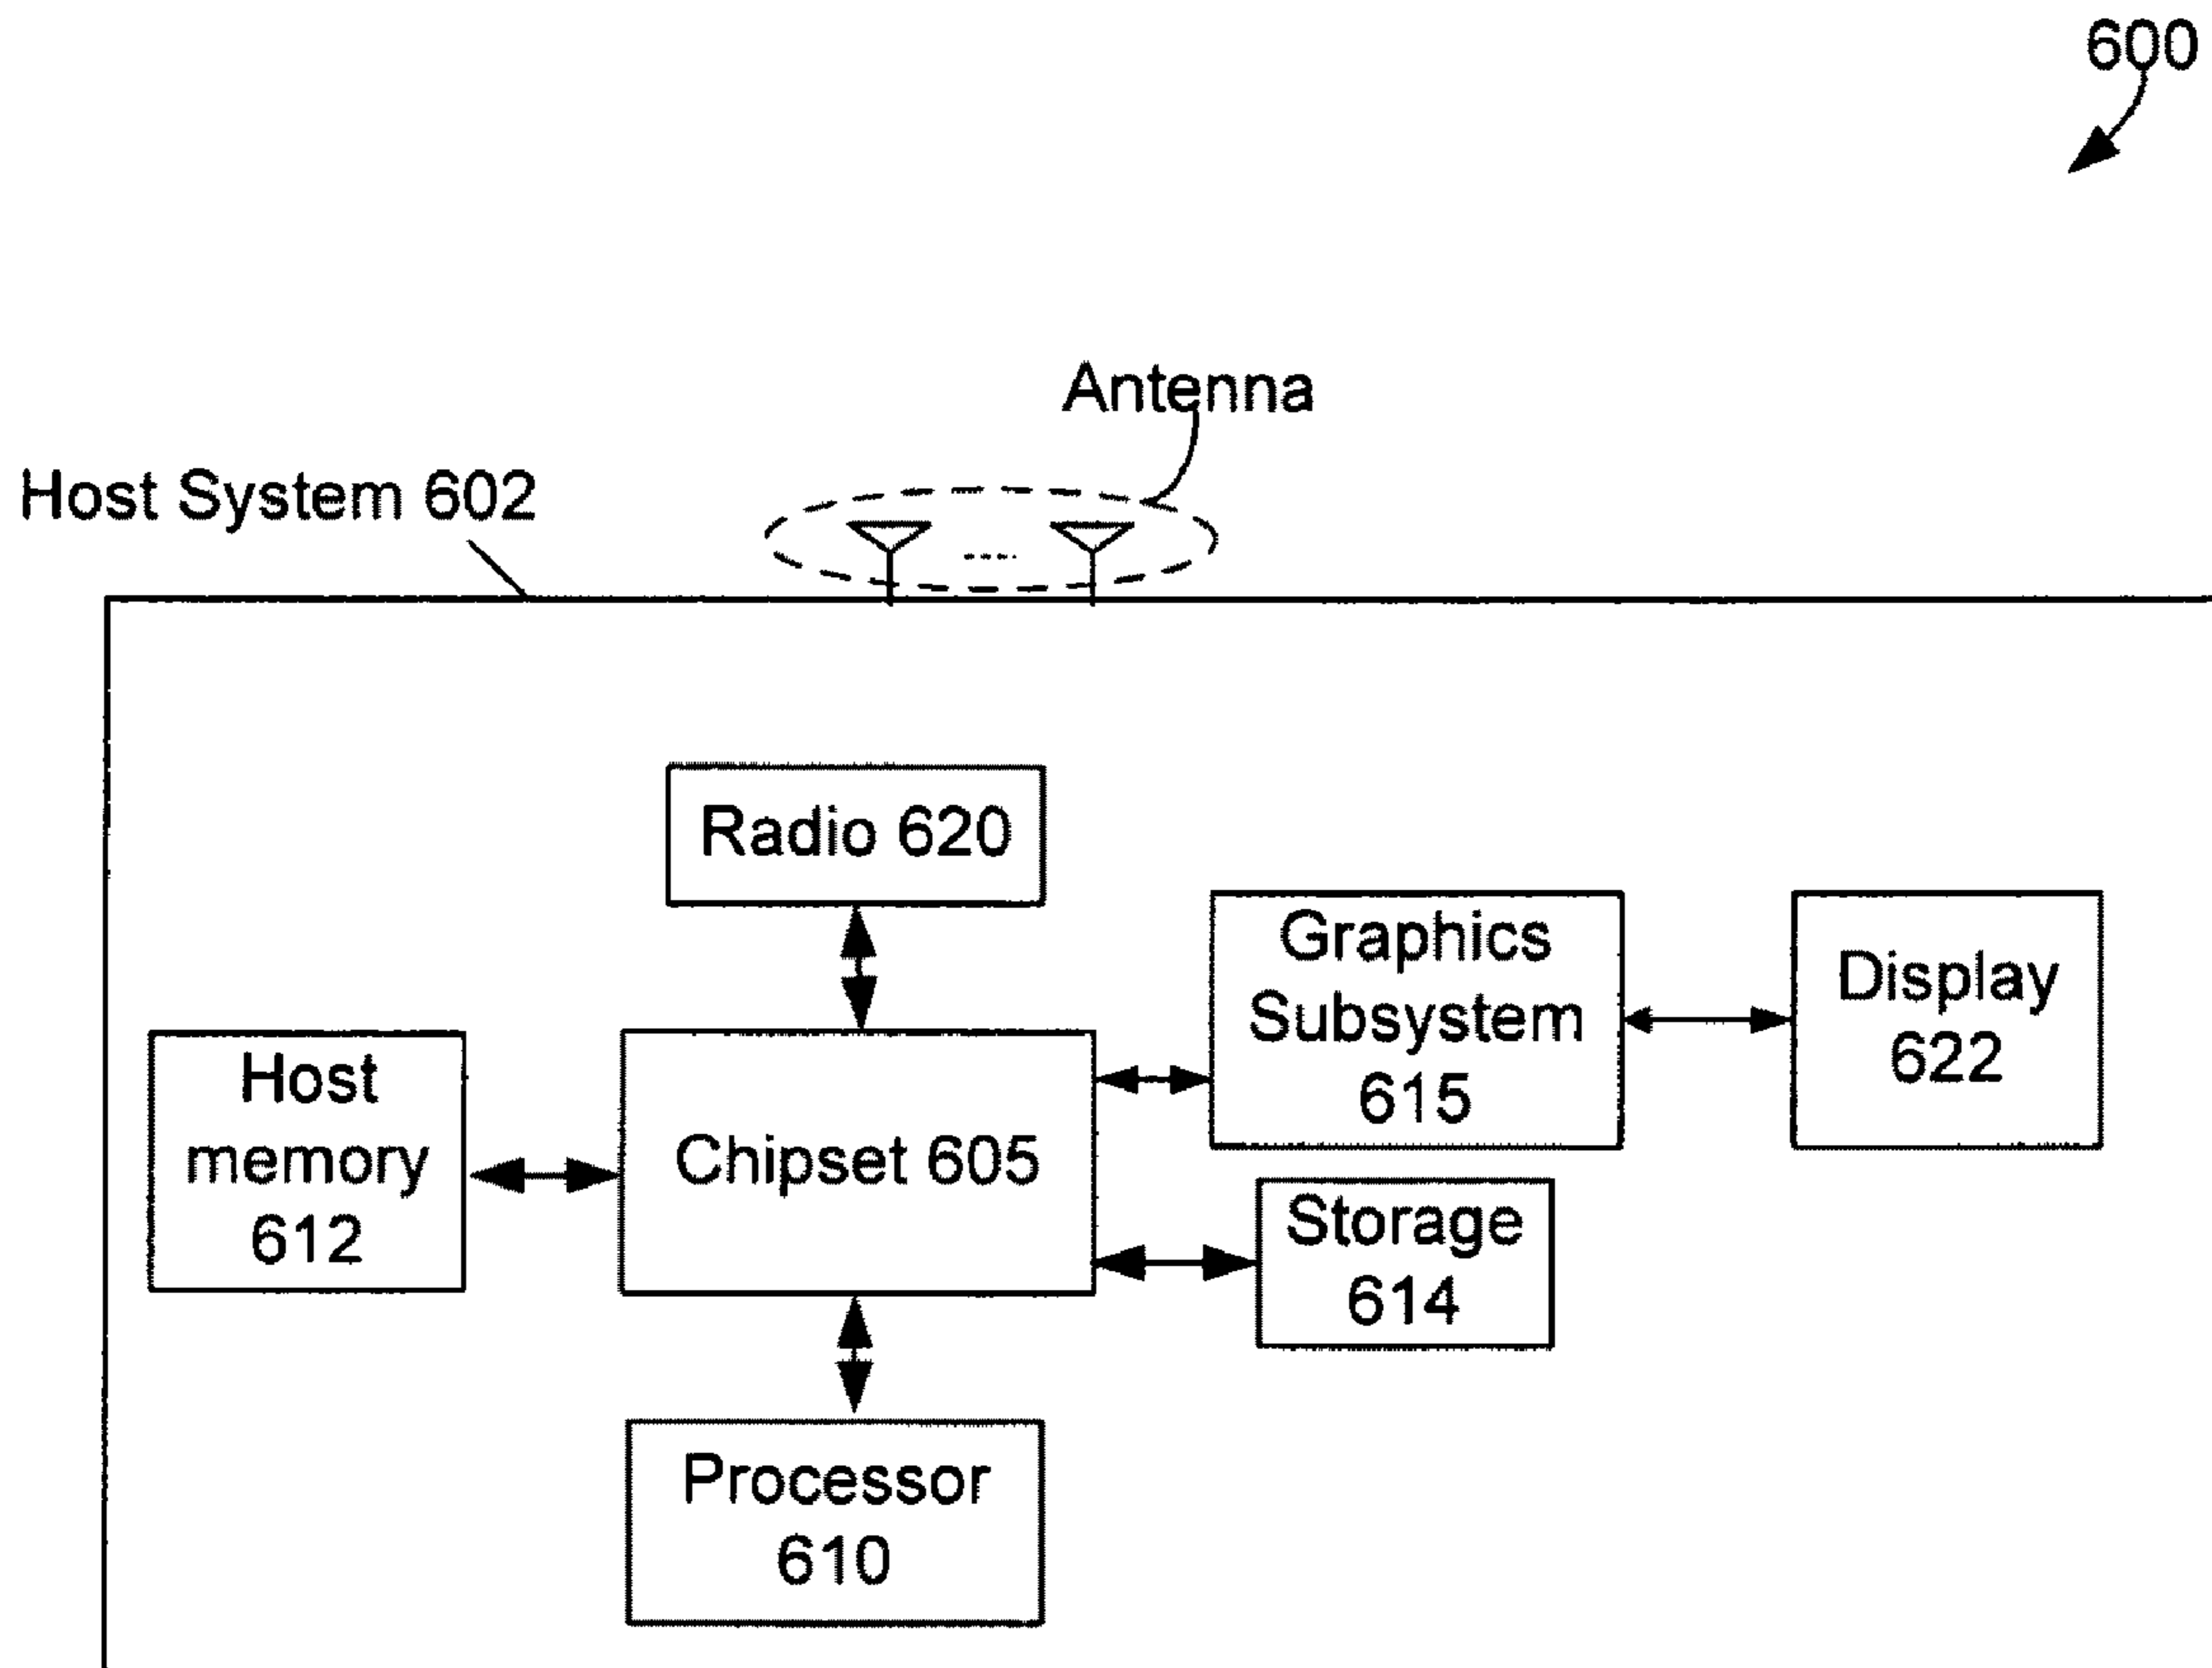 600
Antenna
Host System 602
Radio 620
Graphics
Subsystem
615
Display
622
Host
memory
612
Chipset 605
Storage
614
Processor
610